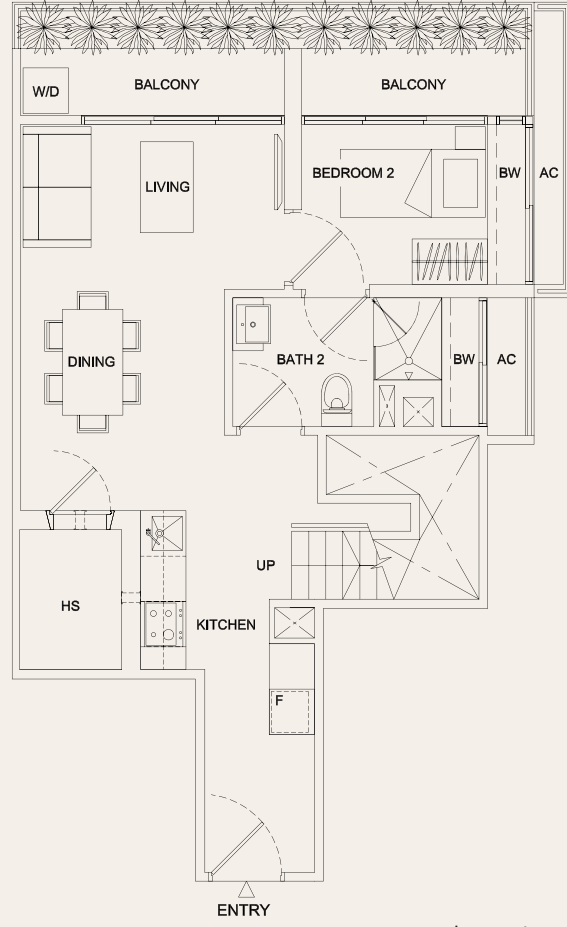 BALCONY
BALCONY
W/D
LIVING
BEDROOM 2
BW
AC
DINING
BATH 2
BW
AC
UP
HS
KITCHEN
F
ENTRY